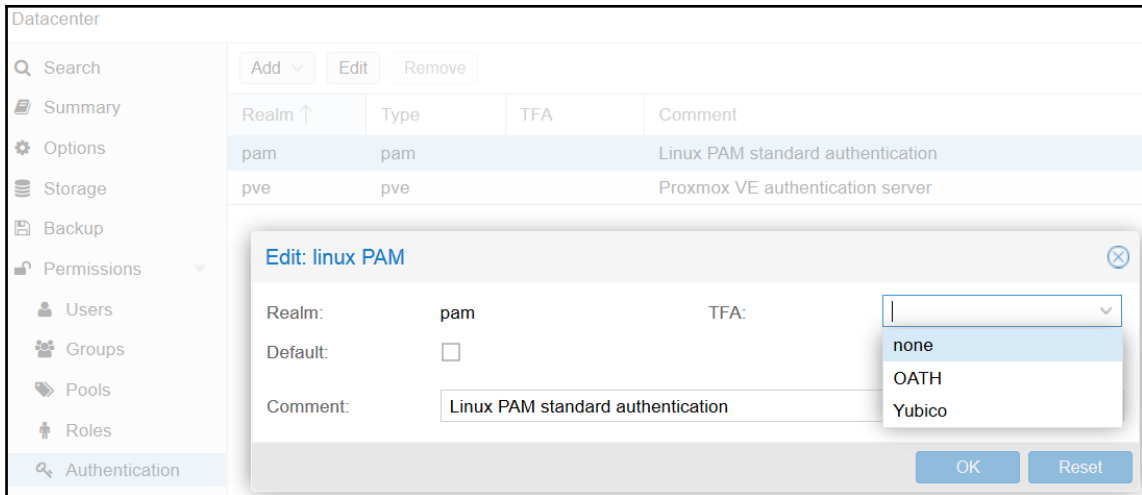 Datacenter
Search
Summary
Options
Storage
Backup
Permissions
Users
Groups
Pools
Roles
Authentication
Add Edit Remove
Realm ↑ Type TFA Comment
pam pam Linux PAM standard authentication
pve pve Proxmox VE authentication server
Edit: linux PAM
Realm: pam TFA:
Default:
Comment: Linux PAM standard authentication
none
OATH
Yubico
OK Reset